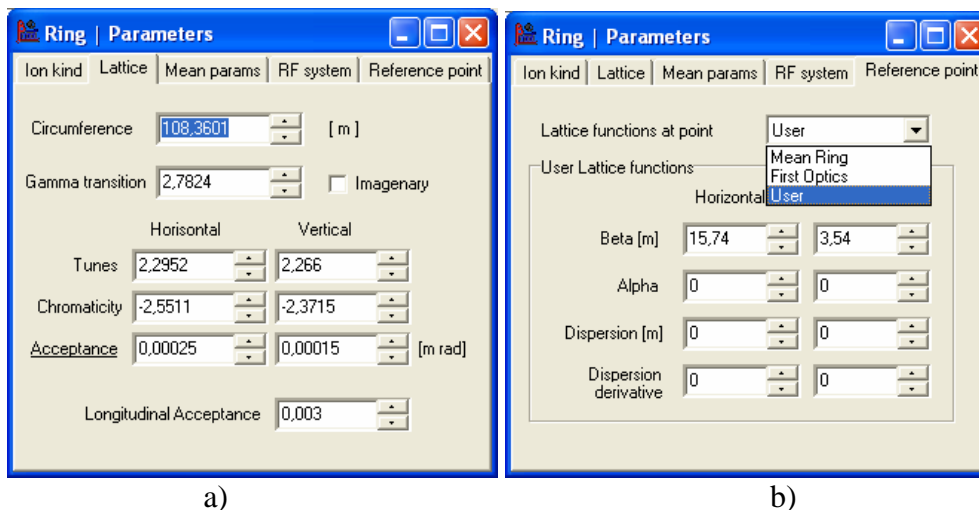 Ring | Parameters
Ion kind Lattice Mean params RF system Reference point
Circumference 108,3601 [ m ]
Gamma transition 2,7824 Imagenary
Horisontal Vertical
Tunes 2,2952 2,266
Chromaticity -2,5511 -2,3715
Acceptance 0,00025 0,00015 [m rad]
Longitudinal Acceptance 0,003
a)
Ring | Parameters
Ion kind Lattice Mean params RF system Reference point
Lattice functions at point User
Mean Ring
First Optics
User
User Lattice functions
Horizontal
Beta [m] 15,74 3,54
Alpha 0 0
Dispersion [m] 0 0
Dispersion
derivative 0 0
b)